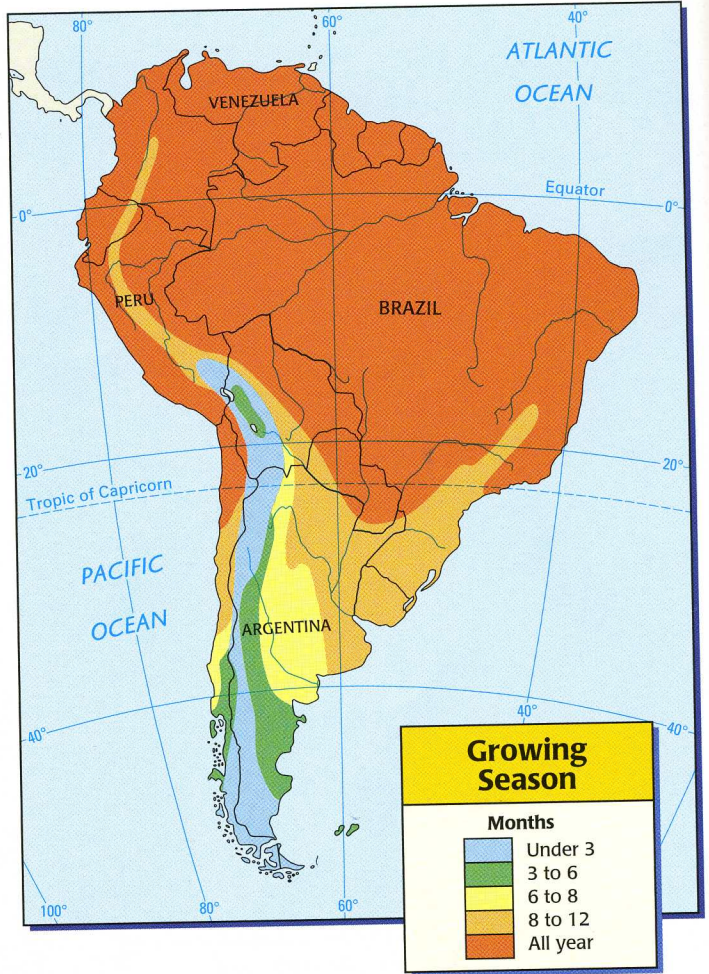 80°
60°
40°
ATLANTIC
OCEAN
VENEZUELA
Equator
0°
0°
PERU
BRAZIL
20°
20°
Tropic of Capricorn
PACIFIC
OCEAN
ARGENTINA
40°
40°
40°
100°
80°
60°
Growing
Season
Months
Under 3
3 to 6
6 to 8
8 to 12
All year